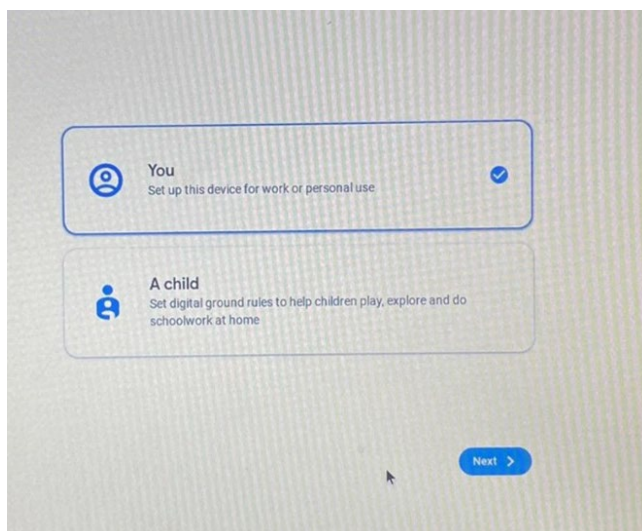 You
Set up this device for work or personal use
A child
Set digital ground rules to help children play, explore and do
schoolwork at home
Next